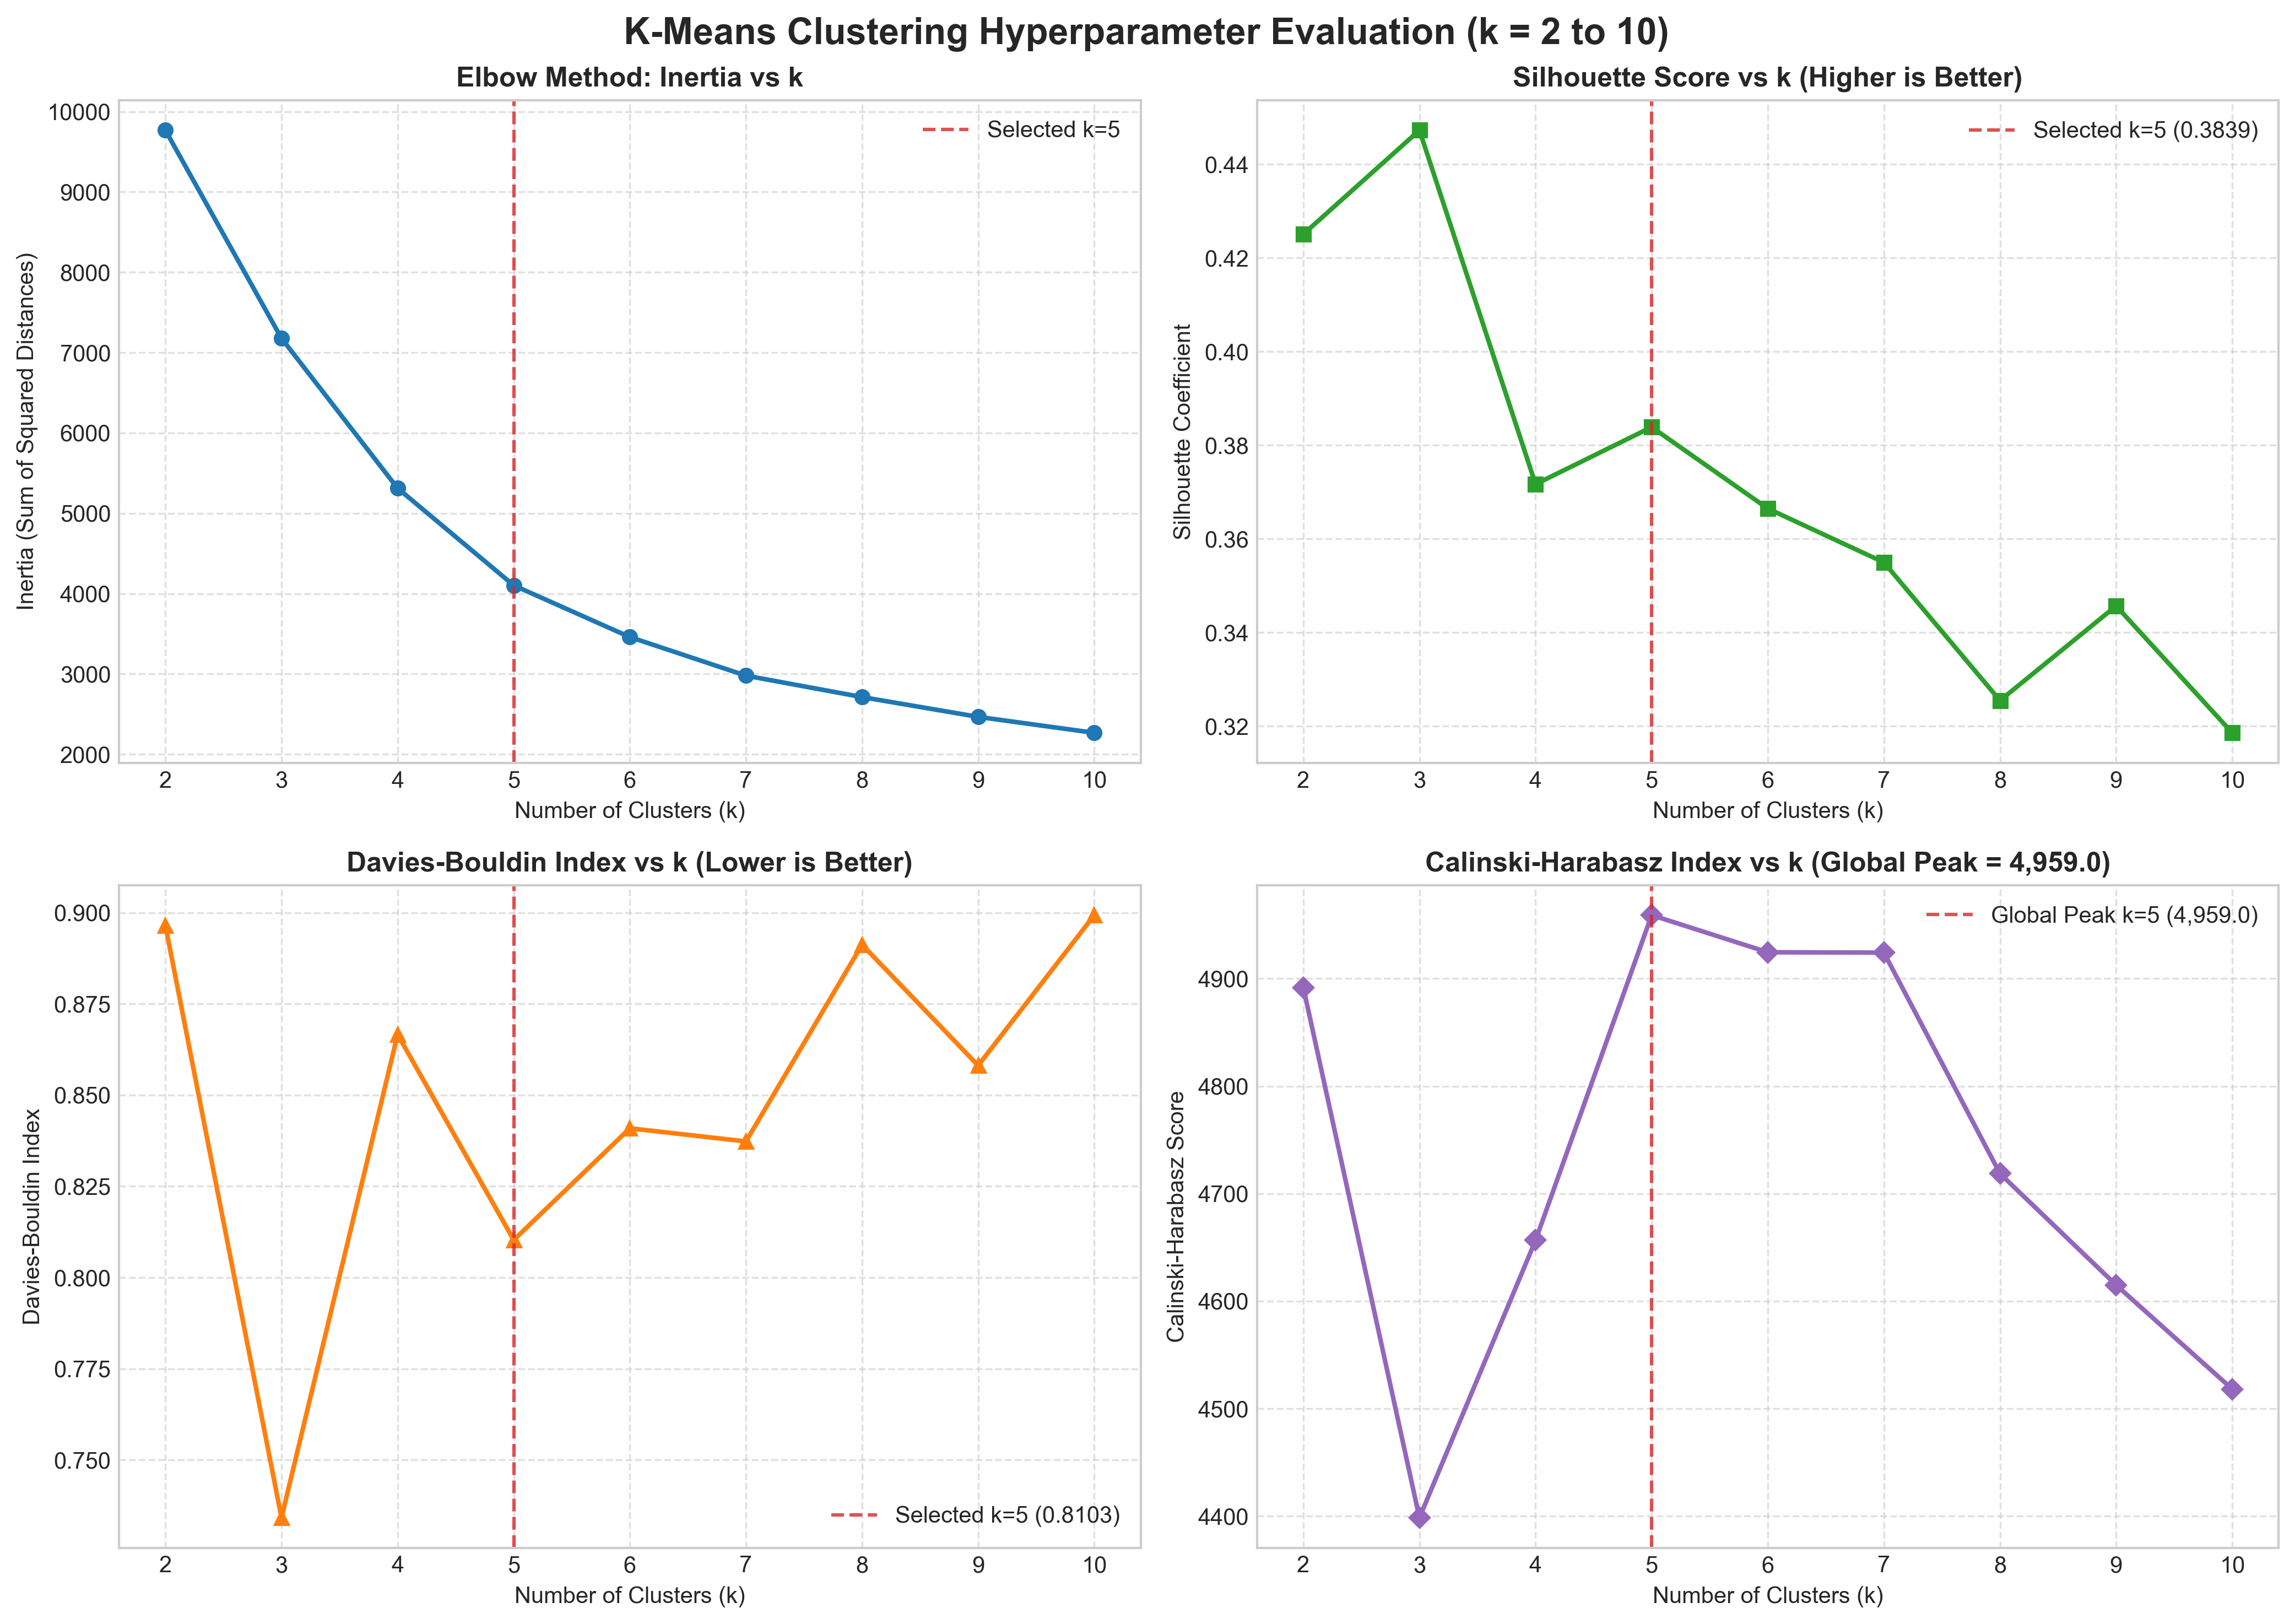 K-Means Clustering Hyperparameter Evaluation (k = 2 to 10)
Elbow Method: Inertia vs k
Inertia (Sum of Squared Distances)
10000
9000
8000
7000
6000
5000
4000
3000
2000
Selected k=5
2 3 4 5 6 7 8 9 10
Number of Clusters (k)
Silhouette Score vs k (Higher is Better)
Silhouette Coefficient
0.44
0.42
0.40
0.38
0.36
0.34
0.32
Selected k=5 (0.3839)
2 3 4 5 6 7 8 9 10
Number of Clusters (k)
Davies-Bouldin Index vs k (Lower is Better)
Davies-Bouldin Index
0.900
0.875
0.850
0.825
0.800
0.775
0.750
Selected k=5 (0.8103)
2 3 4 5 6 7 8 9 10
Number of Clusters (k)
Calinski-Harabasz Index vs k (Global Peak = 4,959.0)
Calinski-Harabasz Score
4900
4800
4700
4600
4500
4400
Global Peak k=5 (4,959.0)
2 3 4 5 6 7 8 9 10
Number of Clusters (k)